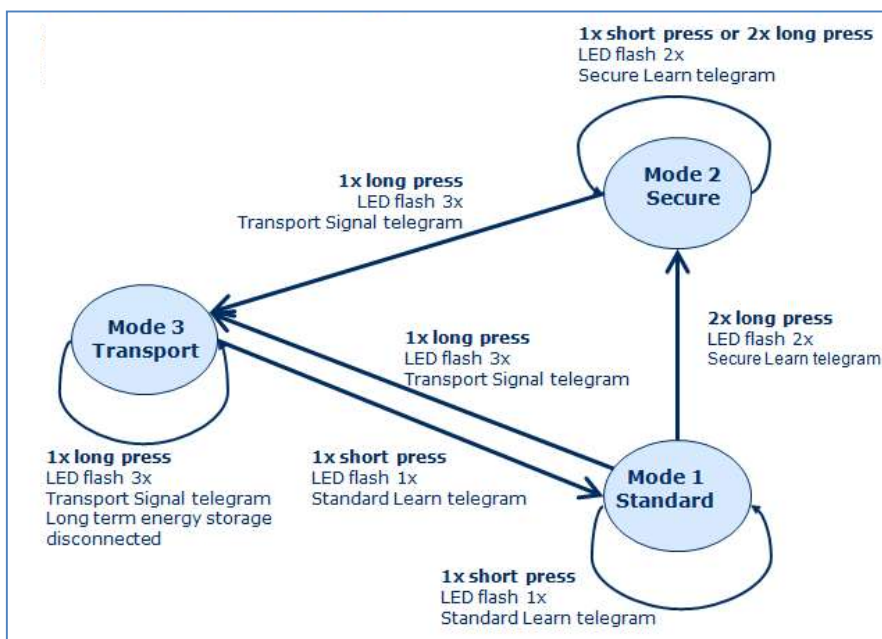 1x short press or 2x long press
LED flash 2x
Secure Learn telegram
Mode 2
Secure
1x long press
LED flash 3x
Transport Signal telegram
Mode 3
Transport
2x long press
LED flash 2x
Secure Learn telegram
1x long press
LED flash 3x
Transport Signal telegram
1x long press
LED flash 3x
Transport Signal telegram
Long term energy storage
disconnected
1x short press
LED flash 1x
Standard Learn telegram
Mode 1
Standard
1x short press
LED flash 1x
Standard Learn telegram